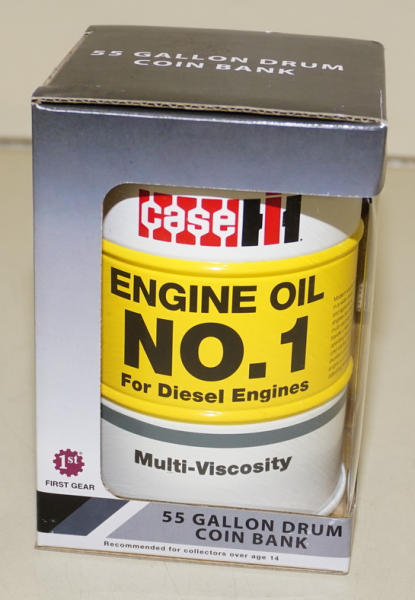 55 GALLON DRUM
COIN BANK
case IH
ENGINE OIL
NO.1
For Diesel Engines
Multi-Viscosity
1st
FIRST GEAR
55 GALLON DRUM
COIN BANK
Recommended for collectors over age 14